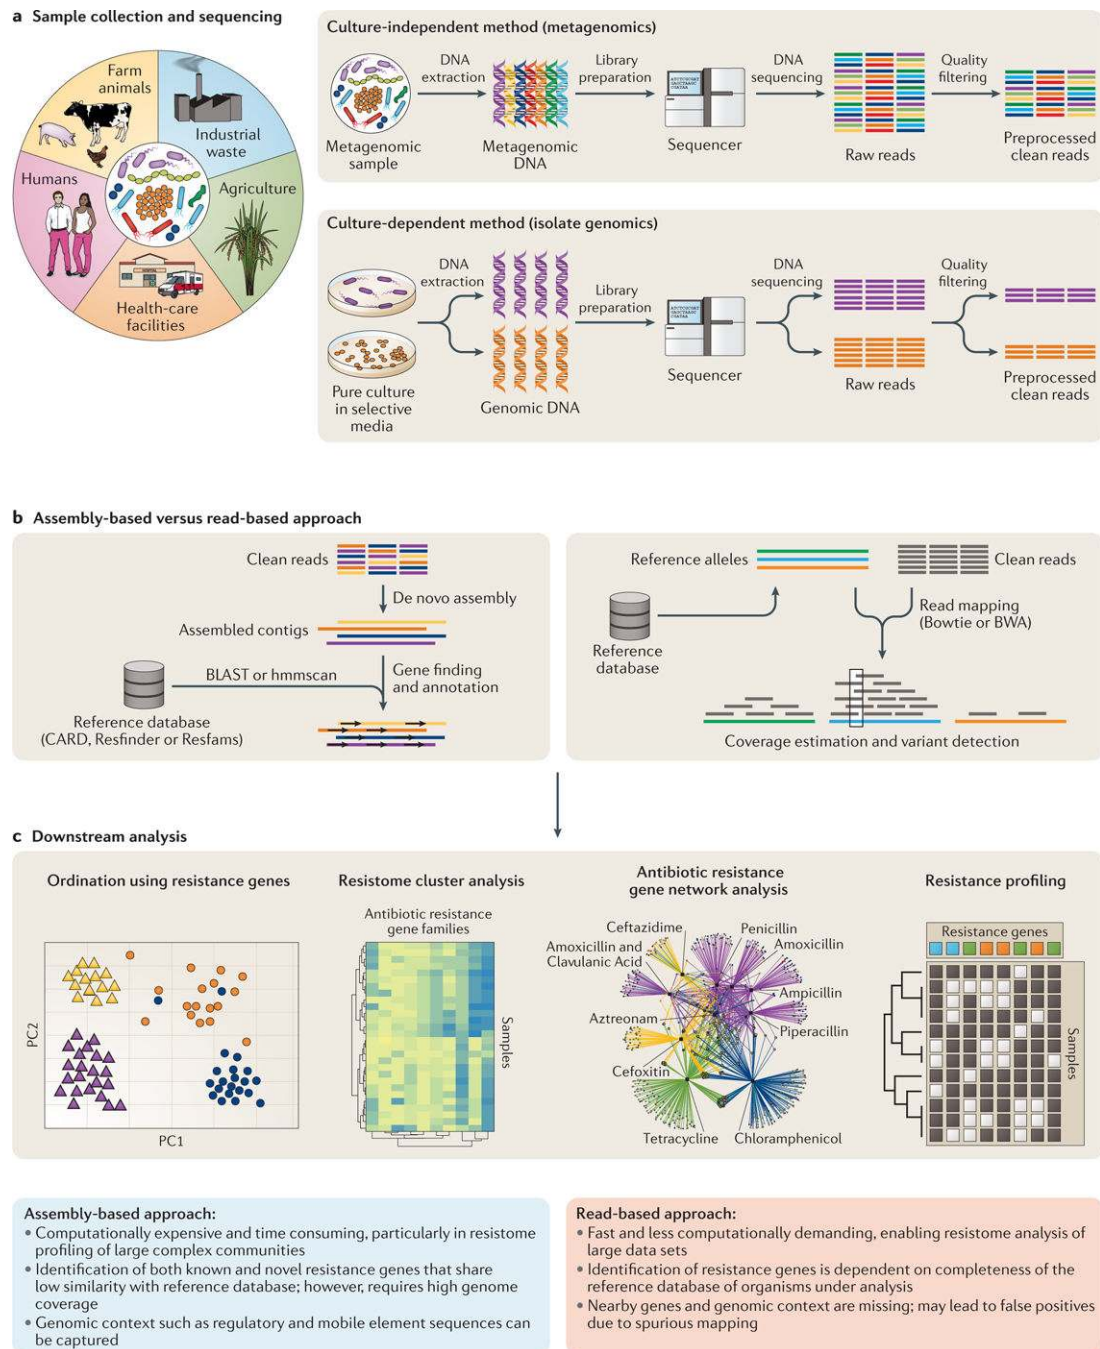 a Sample collection and sequencing
Farm
animals
Industrial
waste
Humans
Agriculture
Health-care
facilities
HOSPITAL
Culture-independent method (metagenomics)
DNA
extraction
Library
preparation
DNA
sequencing
Quality
filtering
Metagenomic
sample
Metagenomic
DNA
Sequencer
Raw reads
Preprocessed
clean reads
Culture-dependent method (isolate genomics)
DNA
extraction
Library
preparation
DNA
sequencing
Quality
filtering
Pure culture
in selective
media
Genomic DNA
Sequencer
Raw reads
Preprocessed
clean reads
b Assembly-based versus read-based approach
Clean reads
De novo assembly
Assembled contigs
BLAST or hmmscan
Gene finding
and annotation
Reference database
(CARD, Resfinder or Resfams)
Reference alleles
Clean reads
Read mapping
(Bowtie or BWA)
Reference
database
Coverage estimation and variant detection
c Downstream analysis
Ordination using resistance genes
PC2
PC1
Resistome cluster analysis
Antibiotic resistance
gene families
Samples
Antibiotic resistance
gene network analysis
Ceftazidime
Penicillin
Amoxicillin and
Clavulanic Acid
Amoxicillin
Ampicillin
Aztreonam
Piperacillin
Cefoxitin
Tetracycline
Chloramphenicol
Resistance profiling
Resistance genes
Samples
Assembly-based approach:
• Computationally expensive and time consuming, particularly in resistome
profiling of large complex communities
• Identification of both known and novel resistance genes that share
low similarity with reference database; however, requires high genome
coverage
• Genomic context such as regulatory and mobile element sequences can
be captured
Read-based approach:
• Fast and less computationally demanding, enabling resistome analysis of
large data sets
• Identification of resistance genes is dependent on completeness of the
reference database of organisms under analysis
• Nearby genes and genomic context are missing; may lead to false positives
due to spurious mapping